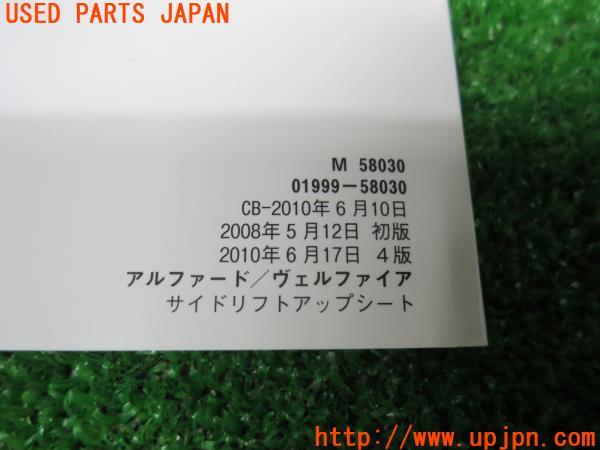 USED PARTS JAPAN
M 58030
01999-58030
CB-2010年6月10日
2008年5月12日 初版
2010年6月17日 4版
アルファード/ヴェルファイア
サイドリフトアップシート
http://www.upjpn.com